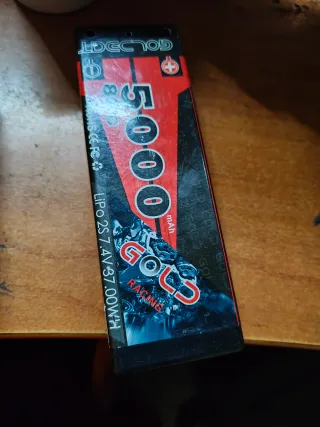 GOLDBAT
5000
mAh
GOLD
RACING
LIPO 2S 7.4V 37.00WH